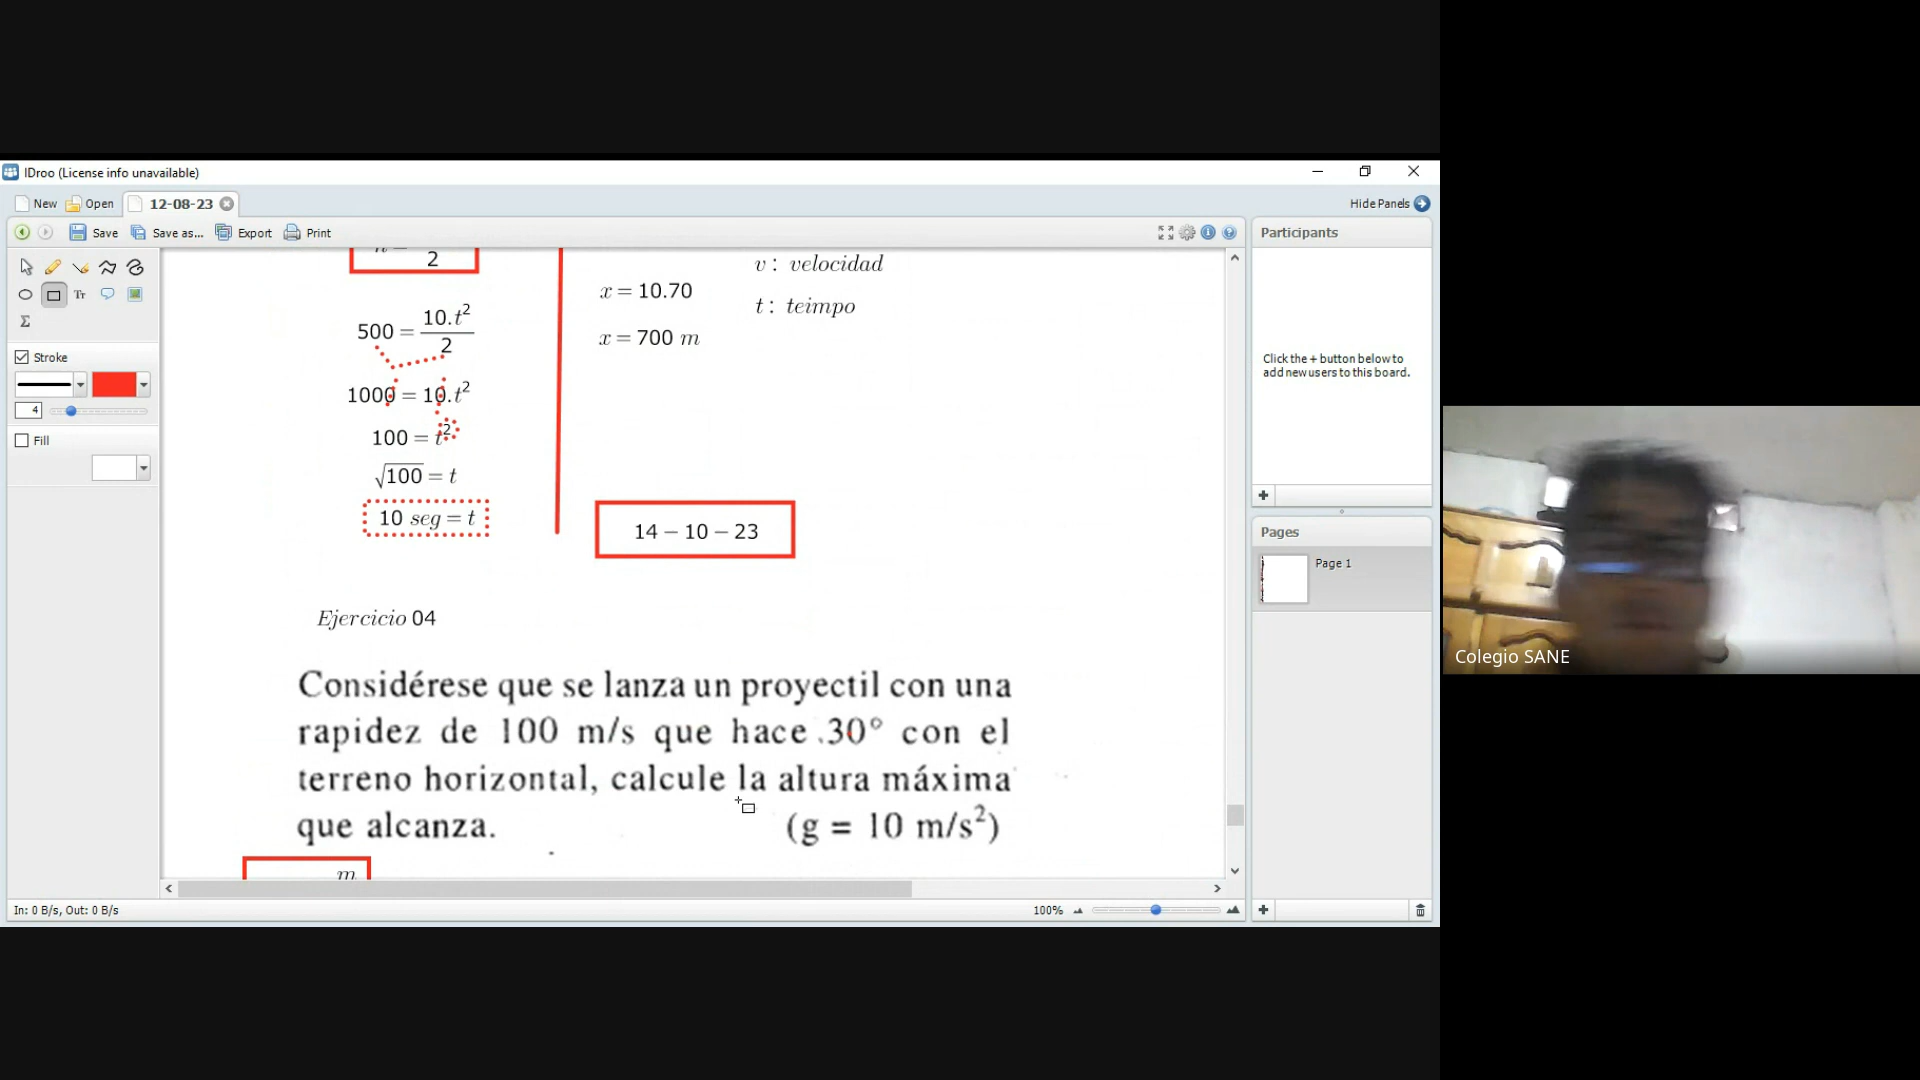 IDroo (License info unavailable)
New Open 12-08-23 Hide Panels
Save Save as... Export Print
Participants
Tr
Σ
Stroke
4
Fill
2
500 = 10.t² / 2
1000 = 10.t²
100 = t²
√100 = t
10 seg = t
v : velocidad
x = 10.70
t : teimpo
x = 700 m
14 – 10 – 23
Ejercicio 04
Considérese que se lanza un proyectil con una
rapidez de 100 m/s que hace 30° con el
terreno horizontal, calcule la altura máxima
que alcanza. (g = 10 m/s²)
m
Click the + button below to
add new users to this board.
Pages
Page 1
In: 0 B/s, Out: 0 B/s
100%
Colegio SANE